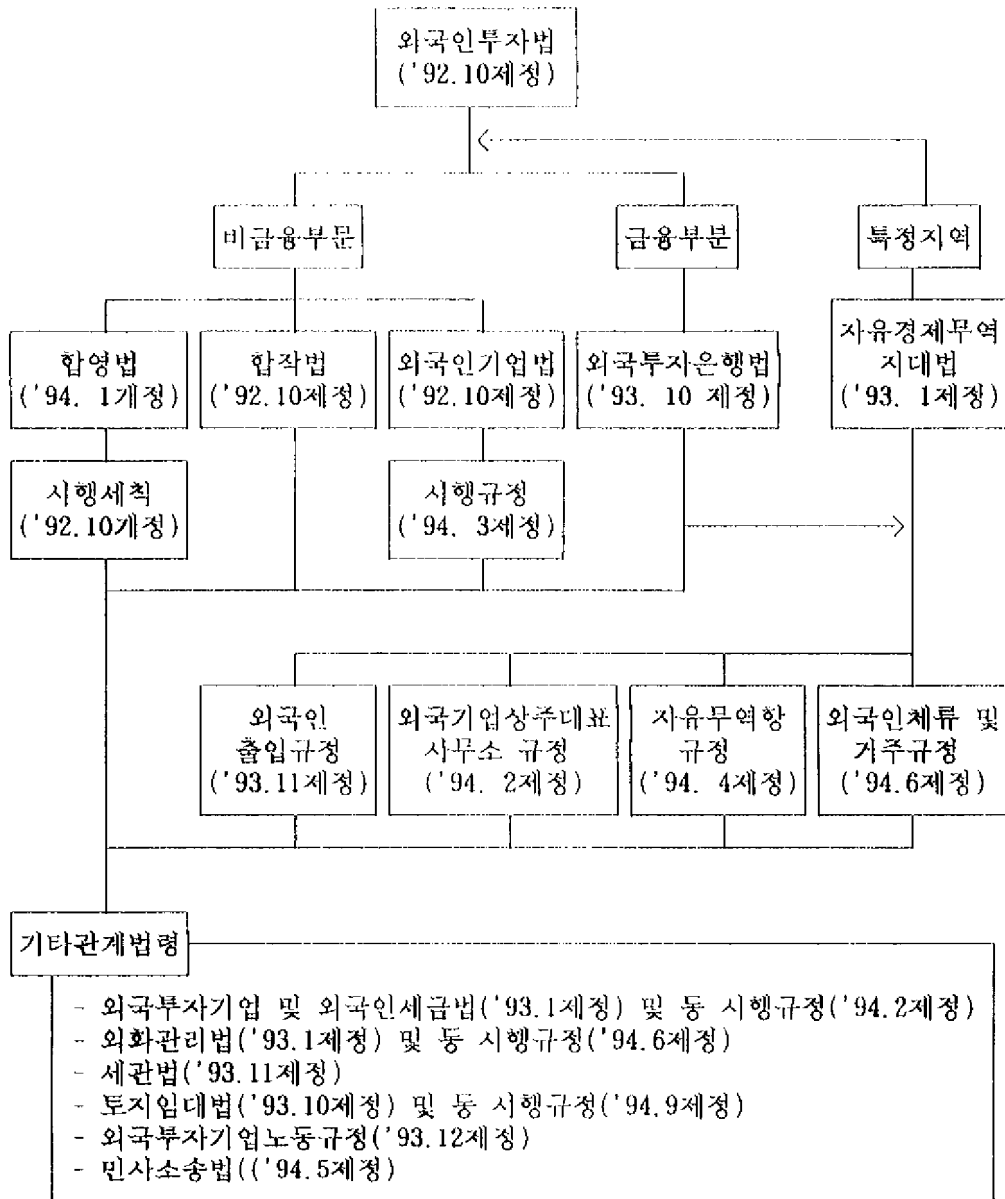 외국인투자법
('92.10제정)
비금융부문
금융부분
특정지역
합영법
('94. 1개정)
합작법
('92.10제정)
외국인기업법
('92.10제정)
외국투자은행법
('93. 10 제정)
자유경제무역
지대법
('93. 1제정)
시행세칙
('92.10개정)
시행규정
('94. 3제정)
외국인
출입규정
('93.11제정)
외국기업상주대표
사무소 규정
('94. 2제정)
자유무역항
규정
('94. 4제정)
외국인체류 및
거주규정
('94.6제정)
기타관계법령
- 외국투자기업 및 외국인세금법('93.1제정) 및 동 시행규정('94.2제정)
- 외화관리법('93.1제정) 및 동 시행규정('94.6제정)
- 세관법('93.11제정)
- 토지임대법('93.10제정) 및 동 시행규정('94.9제정)
- 외국투자기업노동규정('93.12제정)
- 민사소송법(('94.5제정)